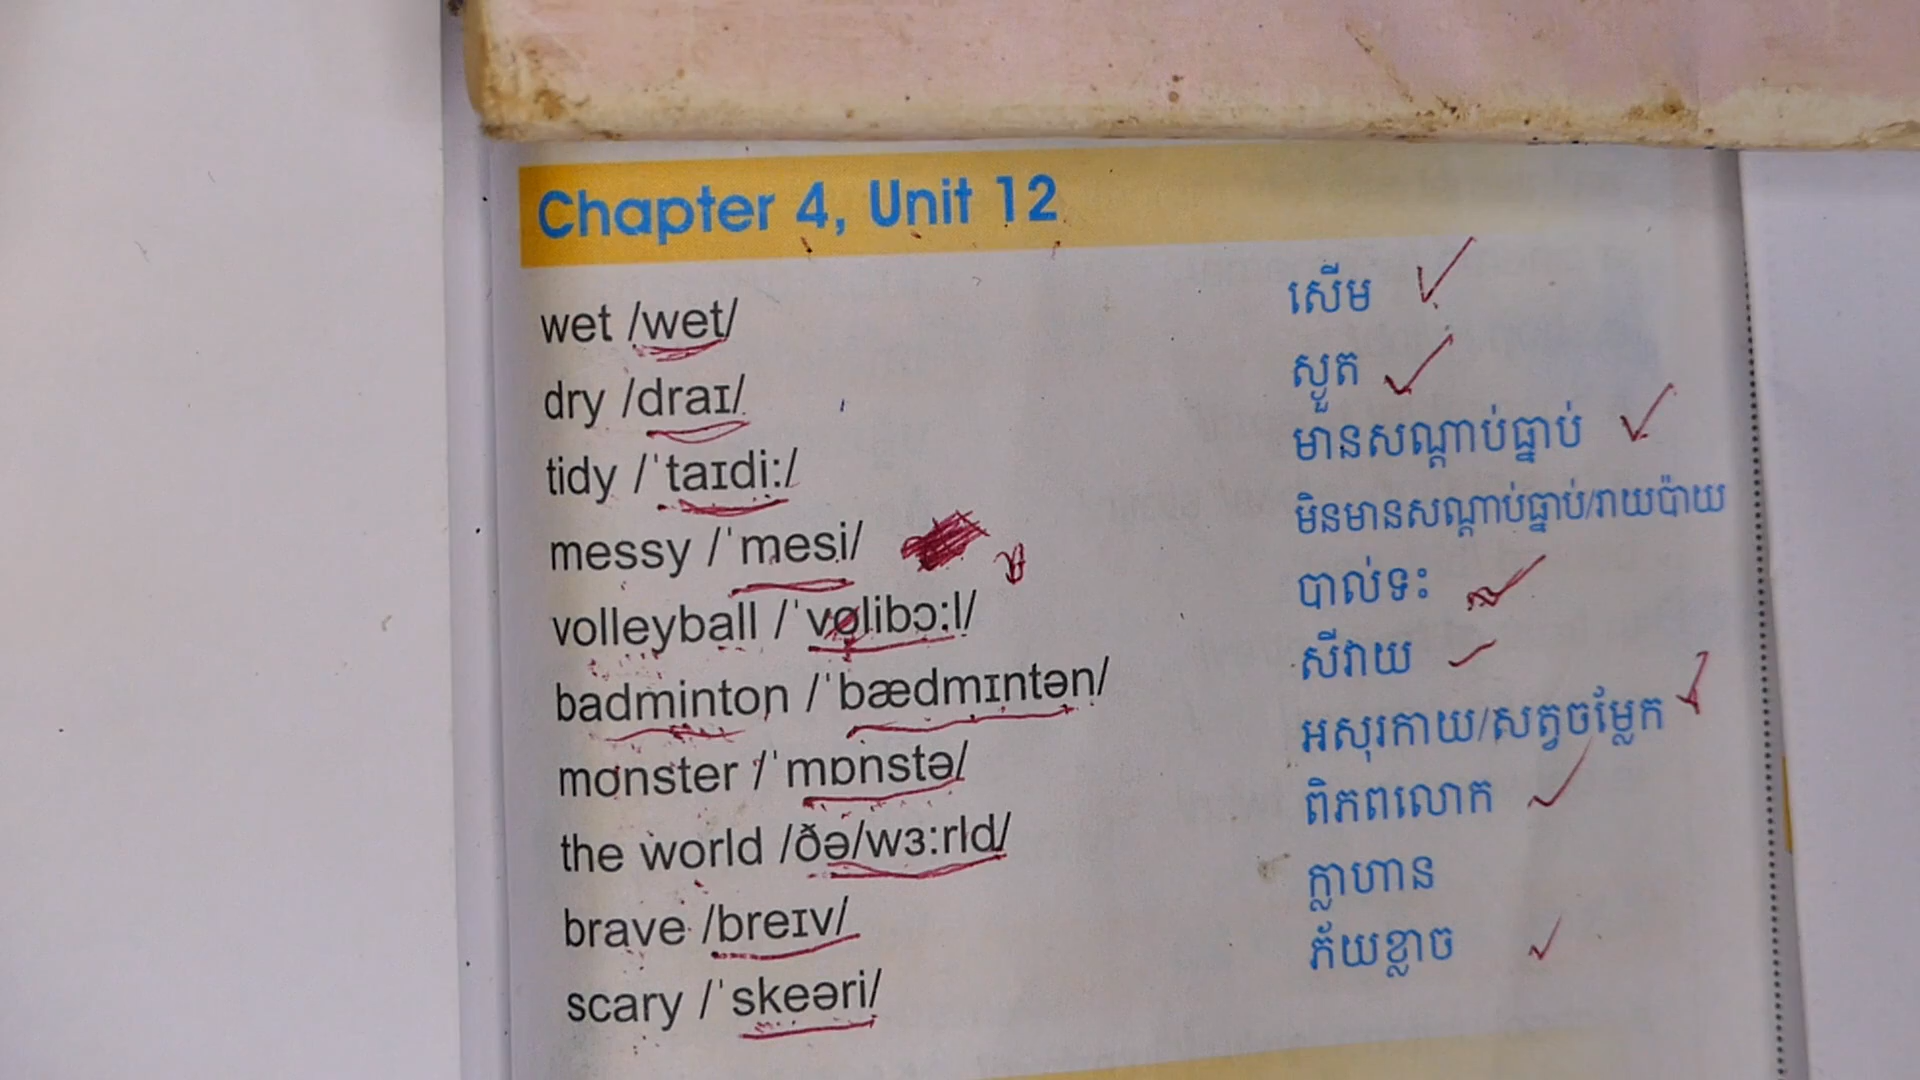 Chapter 4, Unit 12
wet /wet/ សើម
dry /draɪ/ ស្ងួត
tidy /ˈtaɪdi:/ មានសណ្តាប់ធ្នាប់
messy /ˈmesi/ មិនមានសណ្តាប់ធ្នាប់/រាយប៉ាយ
volleyball /ˈvɒlibɔ:l/ បាល់ទះ
badminton /ˈbædmɪntən/ សីវាយ
monster /ˈmɒnstə/ អសុរកាយ/សត្វចម្លែក
the world /ðə/wɜ:rld/ ពិភពលោក
brave /breɪv/ ក្លាហាន
scary /ˈskeəri/ ភ័យខ្លាច